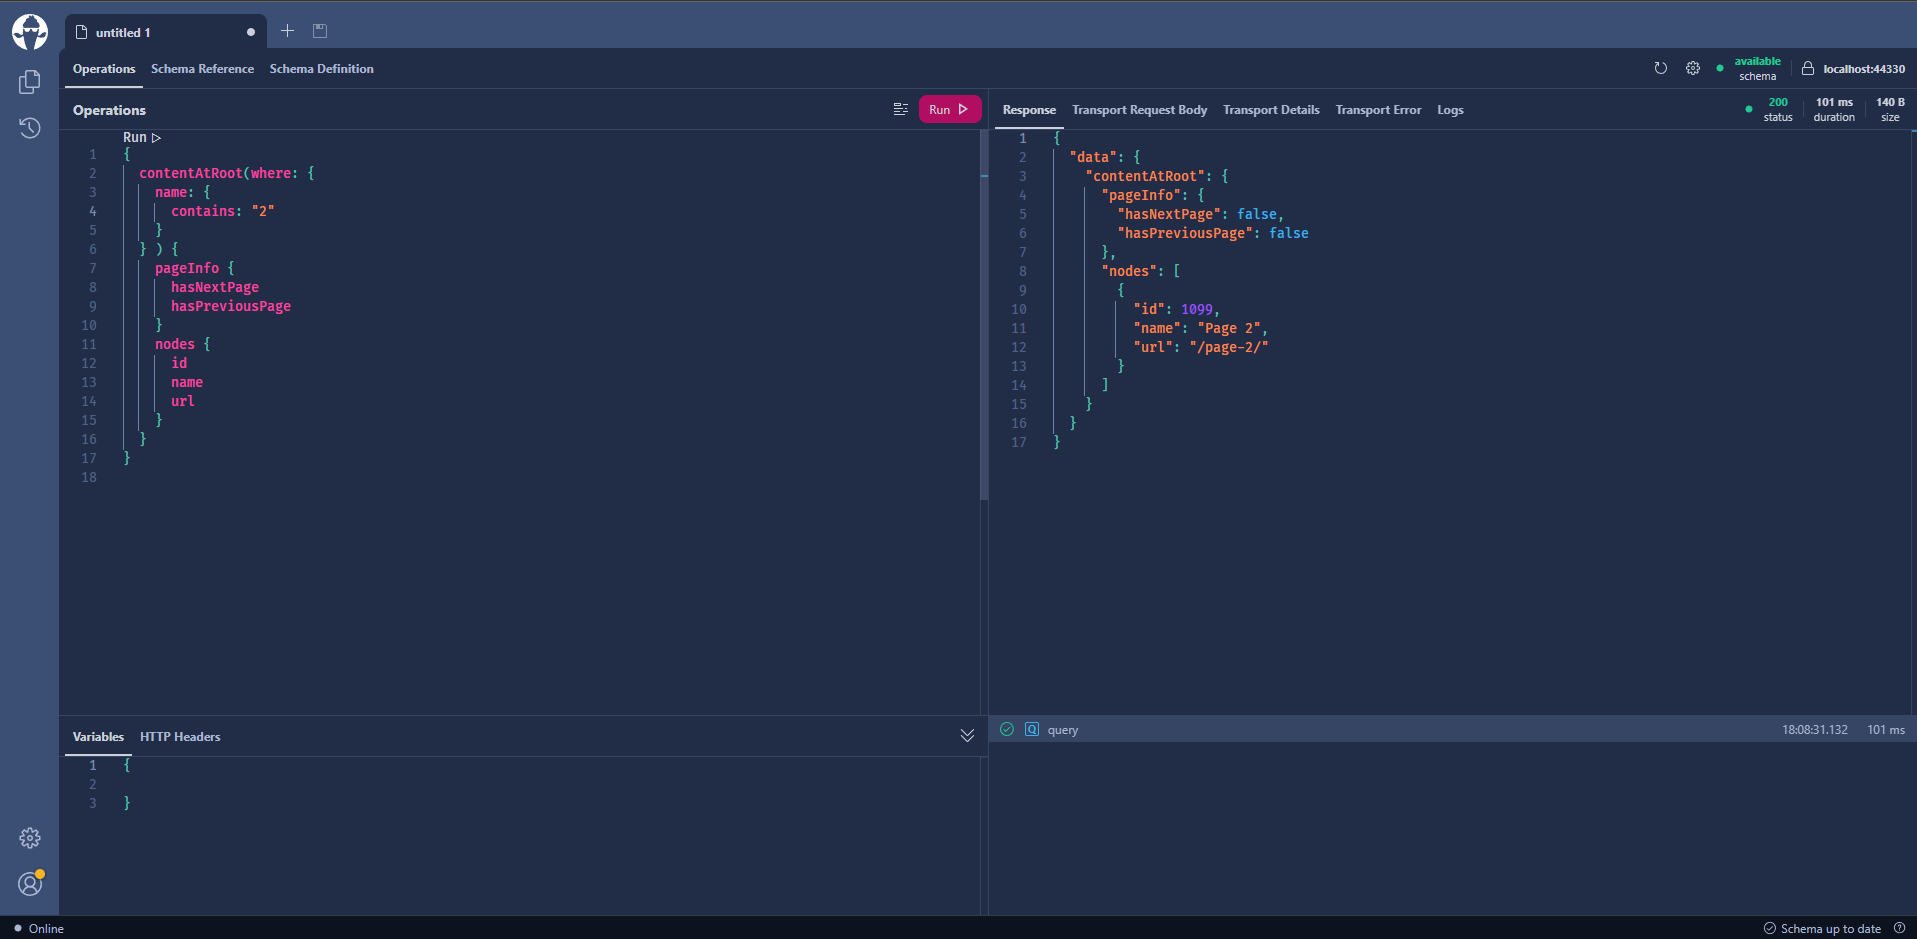 untitled 1
Operations Schema Reference Schema Definition
available
schema
localhost:44330
Operations
Run
Run
1 {
2 contentAtRoot(where: {
3 name: {
4 contains: "2"
5 }
6 } ) {
7 pageInfo {
8 hasNextPage
9 hasPreviousPage
10 }
11 nodes {
12 id
13 name
14 url
15 }
16 }
17 }
18
Response Transport Request Body Transport Details Transport Error Logs
200
status
101 ms
duration
140 B
size
1 {
2 "data": {
3 "contentAtRoot": {
4 "pageInfo": {
5 "hasNextPage": false,
6 "hasPreviousPage": false
7 },
8 "nodes": [
9 {
10 "id": 1099,
11 "name": "Page 2",
12 "url": "/page-2/"
13 }
14 ]
15 }
16 }
17 }
Variables HTTP Headers
1 {
2
3 }
Q query 18:08:31.132 101 ms
Online
Schema up to date